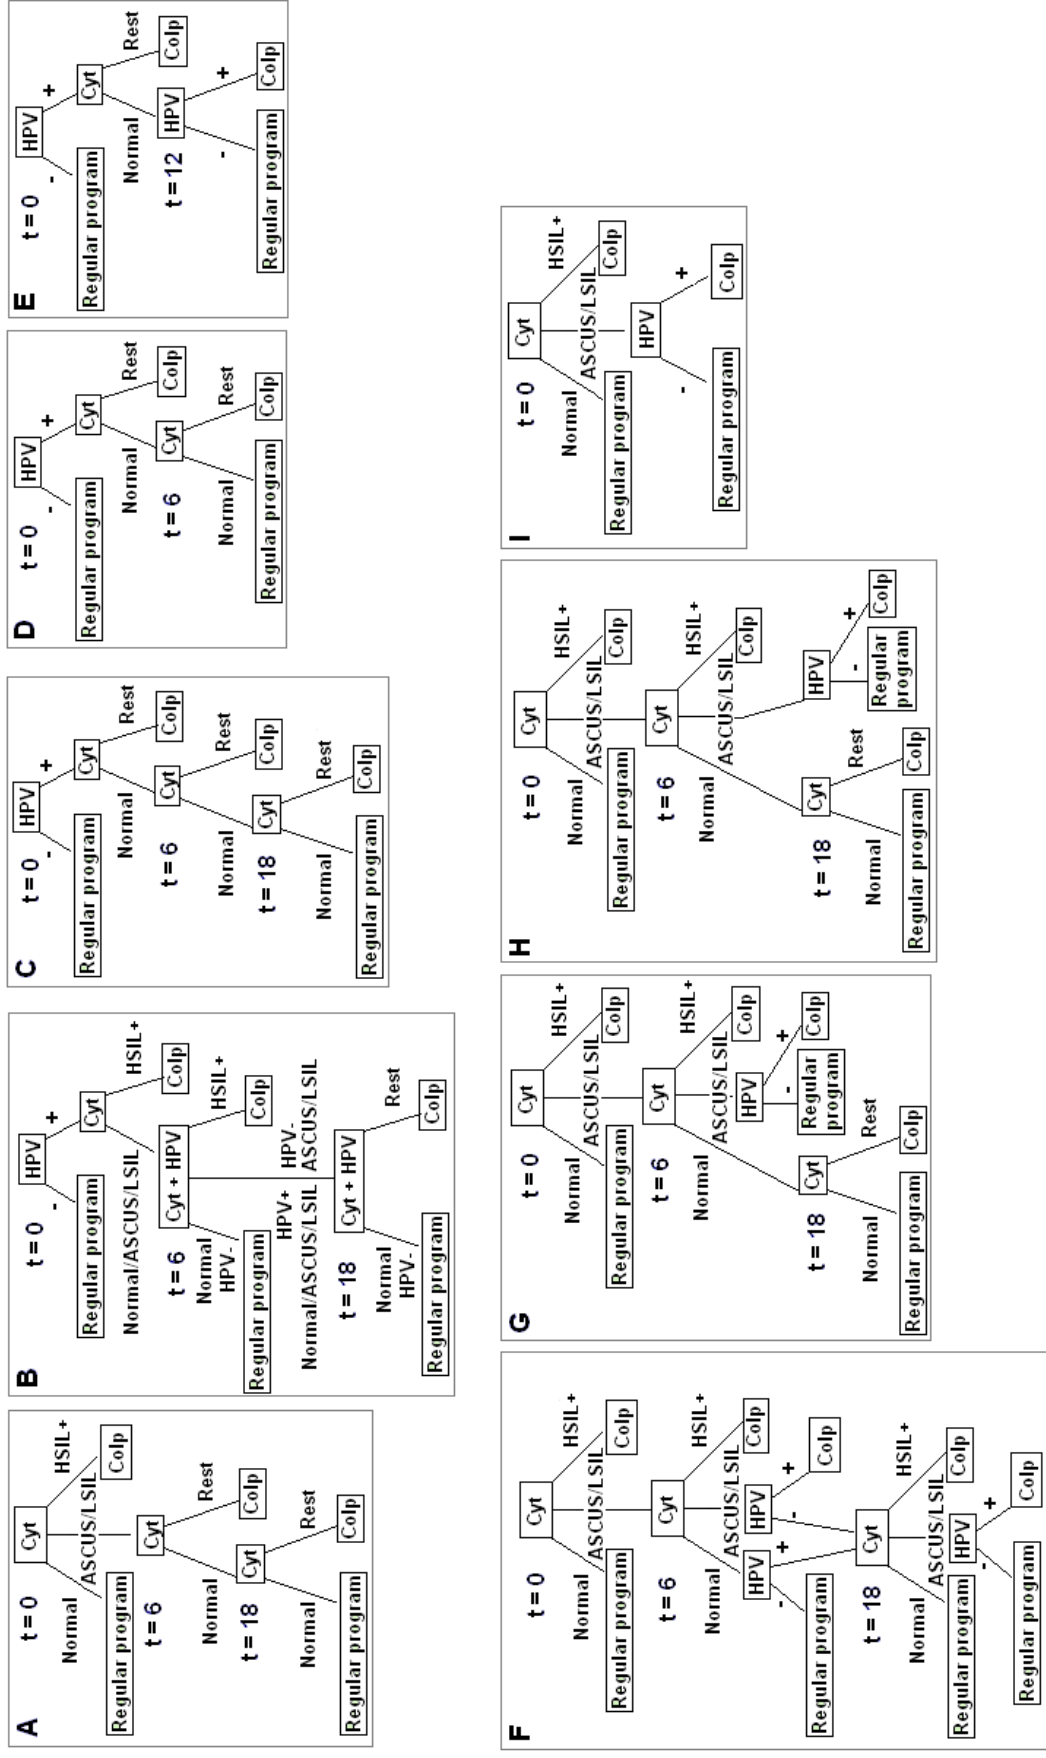 A
t = 0
Cyt
Normal
ASCUS/LSIL
HSIL+
Regular program
Colp
t = 6
Cyt
Normal
Rest
t = 18
Cyt
Colp
Normal
Rest
Regular program
Colp
B
t = 0
HPV
- +
Regular program
Cyt
Normal/ASCUS/LSIL
HSIL+
t = 6
Cyt + HPV
Colp
Normal
HPV-
HSIL+
Regular program
Colp
HPV+
Normal/ASCUS/LSIL
HPV-
ASCUS/LSIL
t = 18
Cyt + HPV
Normal
HPV-
Rest
Regular program
Colp
C
t = 0
HPV
- +
Regular program
Cyt
Normal
Rest
t = 6
Cyt
Colp
Normal
Rest
t = 18
Cyt
Colp
Normal
Rest
Regular program
Colp
D
t = 0
HPV
- +
Regular program
Cyt
Normal
Rest
t = 6
Cyt
Colp
Normal
Rest
Regular program
Colp
E
t = 0
HPV
- +
Regular program
Cyt
Normal
Rest
t = 12
HPV
Colp
- +
Regular program
Colp
F
t = 0
Cyt
Normal
ASCUS/LSIL
HSIL+
Regular program
Colp
t = 6
Cyt
Normal
ASCUS/LSIL
HSIL+
HPV
HPV
Colp
- + - +
Regular program
Colp
t = 18
Cyt
Normal
ASCUS/LSIL
HSIL+
Regular program
HPV
Colp
- +
Regular program
Colp
G
t = 0
Cyt
Normal
ASCUS/LSIL
HSIL+
Regular program
Colp
t = 6
Cyt
Normal
ASCUS/LSIL
HSIL+
HPV
Colp
- +
Regular
program
Colp
t = 18
Cyt
Normal
Rest
Regular program
Colp
H
t = 0
Cyt
Normal
ASCUS/LSIL
HSIL+
Regular program
Colp
t = 6
Cyt
Normal
ASCUS/LSIL
HSIL+
Colp
t = 18
Cyt
HPV
Normal
Rest
- +
Regular program
Colp
Regular
program
Colp
I
t = 0
Cyt
Normal
ASCUS/LSIL
HSIL+
Regular program
Colp
HPV
- +
Regular program
Colp